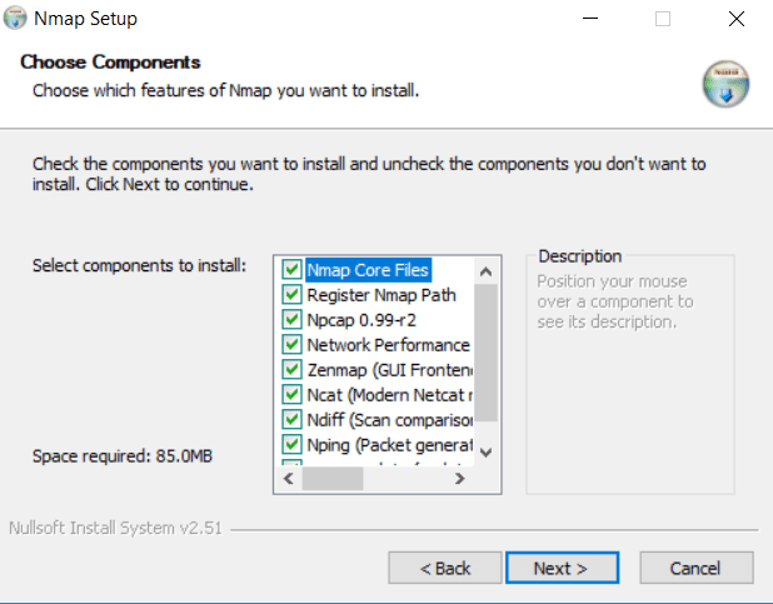 Nmap Setup
Choose Components
Choose which features of Nmap you want to install.
Check the components you want to install and uncheck the components you don't want to
install. Click Next to continue.
Select components to install:
Nmap Core Files
Register Nmap Path
Npcap 0.99-r2
Network Performance
Zenmap (GUI Fronten
Ncat (Modern Netcat r
Ndiff (Scan comparisor
Nping (Packet generat
Description
Position your mouse
over a component to
see its description.
Space required: 85.0MB
Nullsoft Install System v2.51
< Back
Next >
Cancel